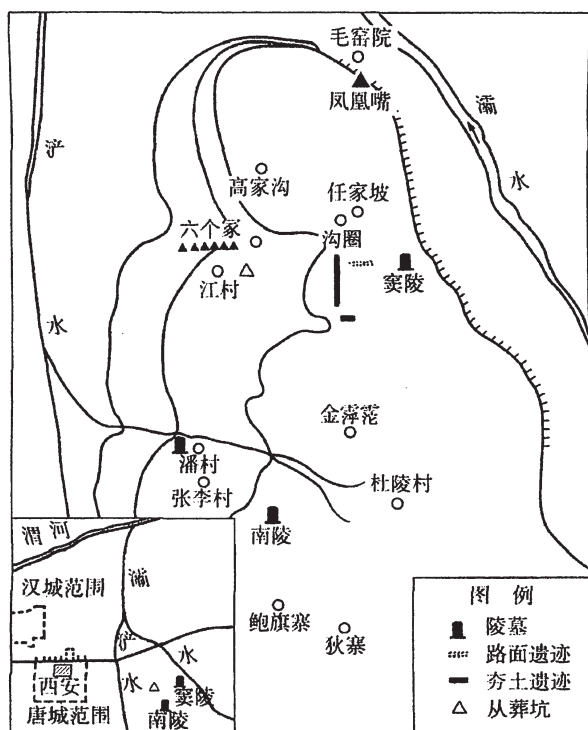 毛窑院
凤凰嘴
灞
水
浐
水
高家沟
任家坡
六个冢
沟圈
江村
窦陵
潘村
张李村
杜陵村
南陵
鲍旗寨
狄寨
渭河
汉城范围
灞
浐
水
水
西安
窦陵
南陵
唐城范围
图 例
陵墓
路面遗迹
夯土遗迹
从葬坑